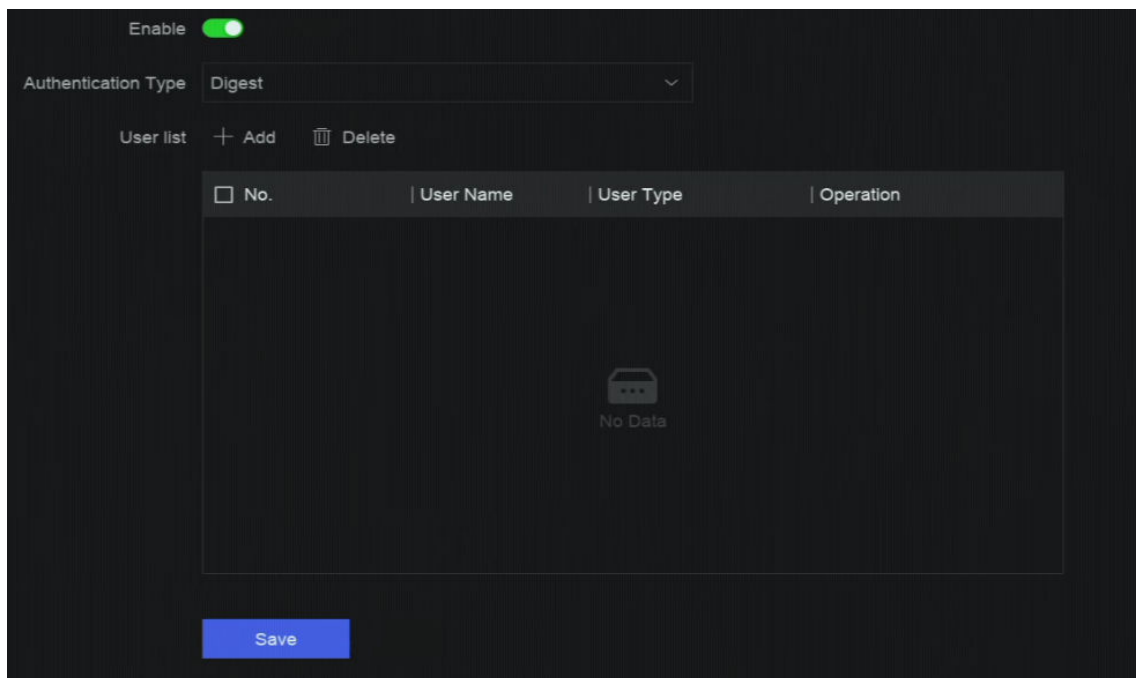 Enable
Authentication Type Digest
User list Add Delete
No. User Name User Type Operation
No Data
Save